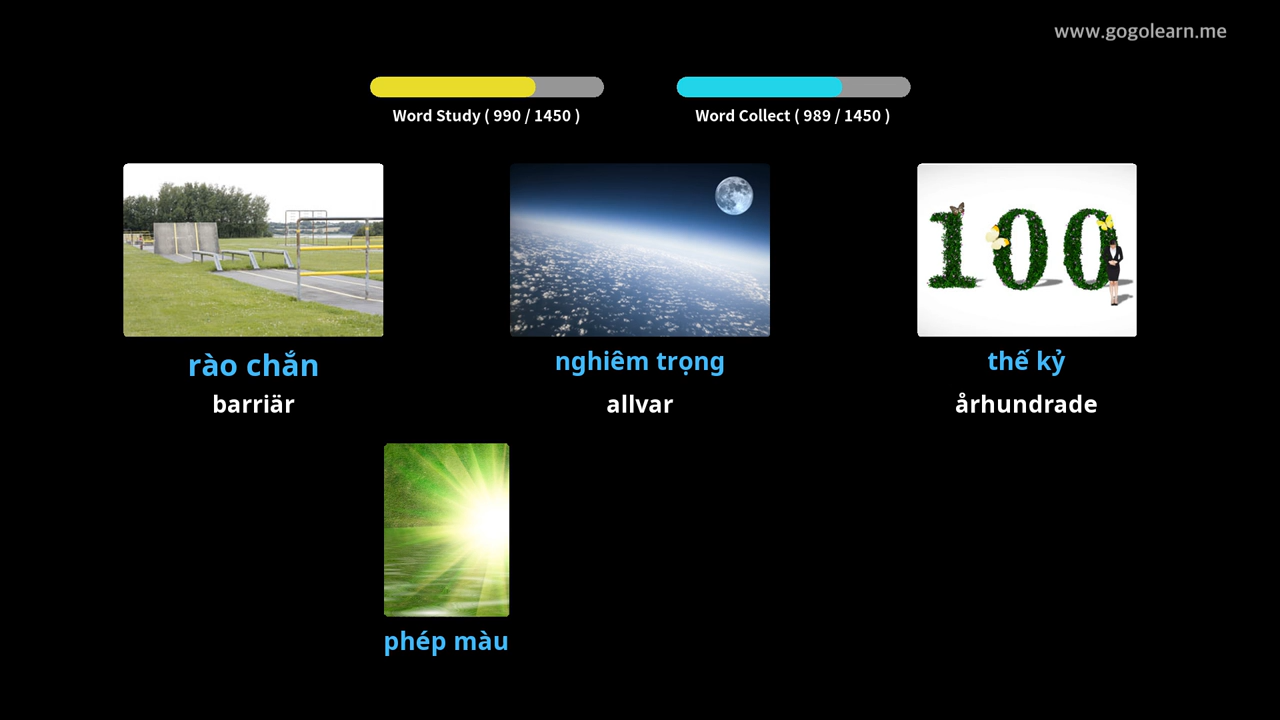 www.gogolearn.me
Word Study ( 990 / 1450 )
Word Collect ( 989 / 1450 )
rào chắn
nghiêm trọng
thế kỷ
barriär
allvar
århundrade
100
phép màu